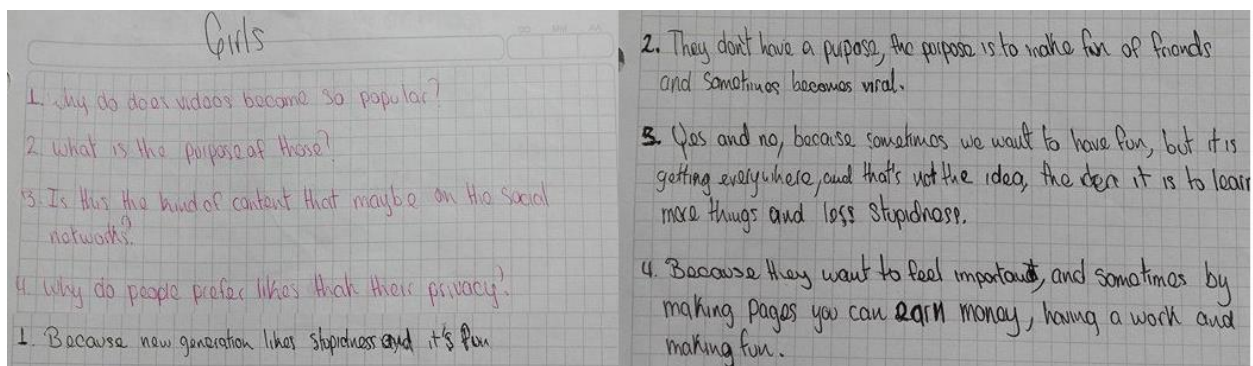 Girls
1. Why do does videos become so popular?
2 What is the purpose of those?
3. Is this the kind of content that maybe on the Social
networks?
4. Why do people prefer likes than their privacy?
1. Because new generation likes stupidness and it's fun
2. They don't have a pupose, the purpose is to make fun of friends
and sometimes becomes viral.
3. Yes and no, because sometimes we want to have fun, but it is
getting everywhere, and that's not the idea, the it is to learn
more things and less stupidness.
4. Because they want to feel important, and sometimes by
making pages you can earn money, having a work and
making fun.